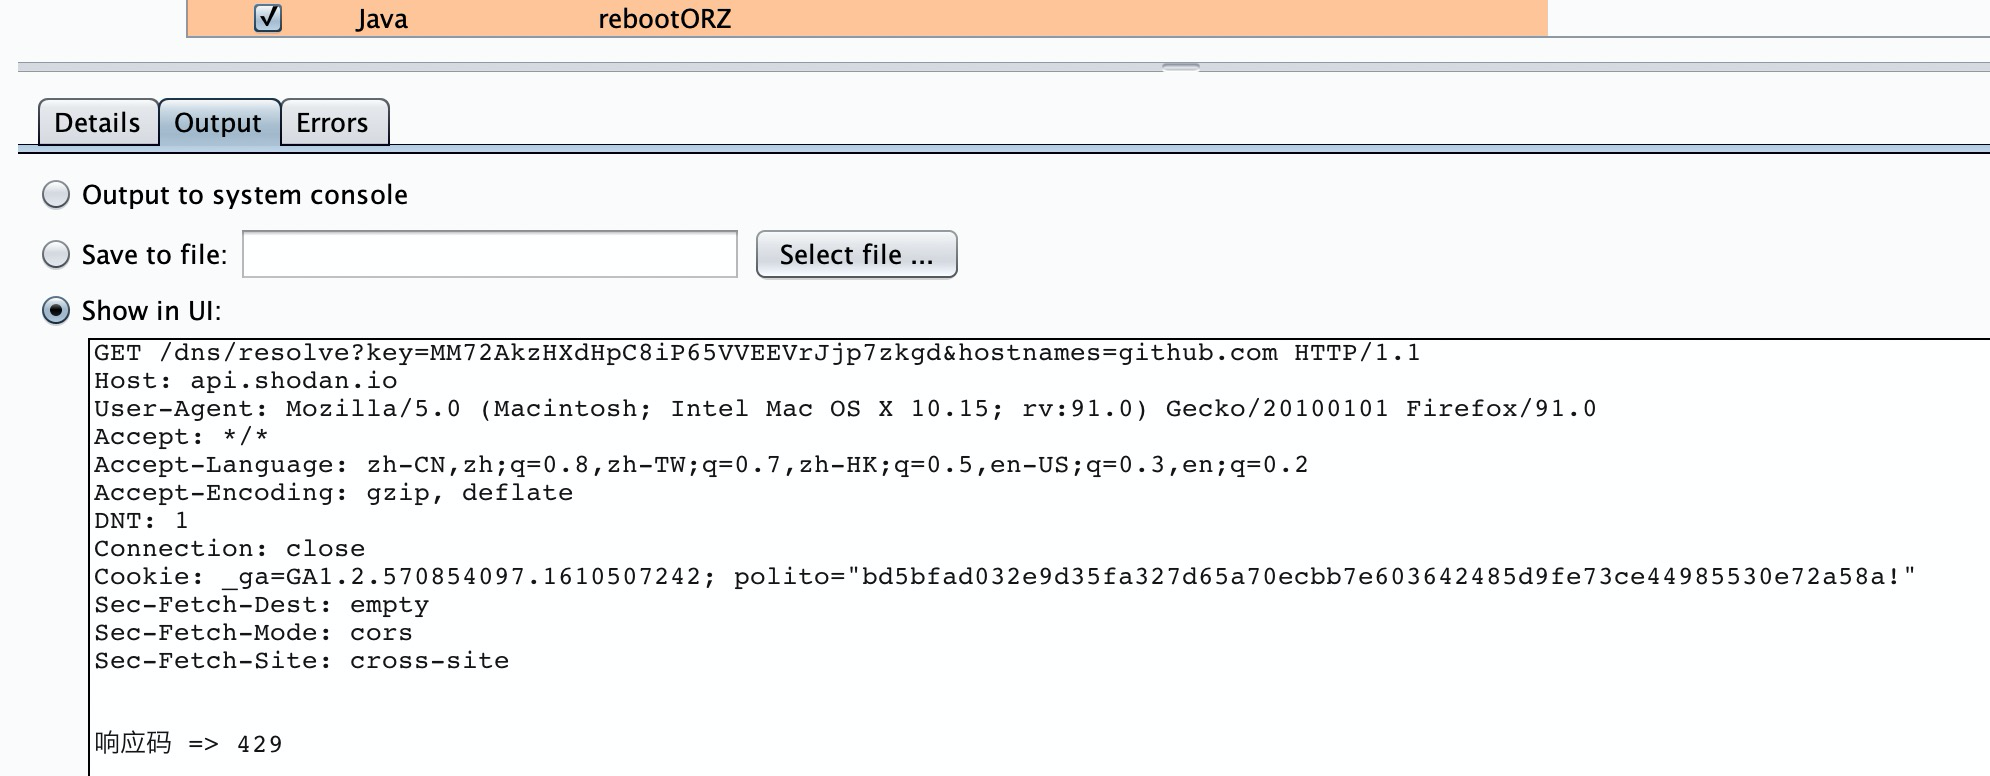 Java rebootORZ
Details Output Errors
Output to system console
Save to file: Select file ...
Show in UI:
GET /dns/resolve?key=MM72AkzHXdHpC8iP65VVEEVrJjp7zkgd&hostnames=github.com HTTP/1.1
Host: api.shodan.io
User-Agent: Mozilla/5.0 (Macintosh; Intel Mac OS X 10.15; rv:91.0) Gecko/20100101 Firefox/91.0
Accept: */*
Accept-Language: zh-CN,zh;q=0.8,zh-TW;q=0.7,zh-HK;q=0.5,en-US;q=0.3,en;q=0.2
Accept-Encoding: gzip, deflate
DNT: 1
Connection: close
Cookie: _ga=GA1.2.570854097.1610507242; polito="bd5bfad032e9d35fa327d65a70ecbb7e603642485d9fe73ce44985530e72a58a!"
Sec-Fetch-Dest: empty
Sec-Fetch-Mode: cors
Sec-Fetch-Site: cross-site
响应码 => 429